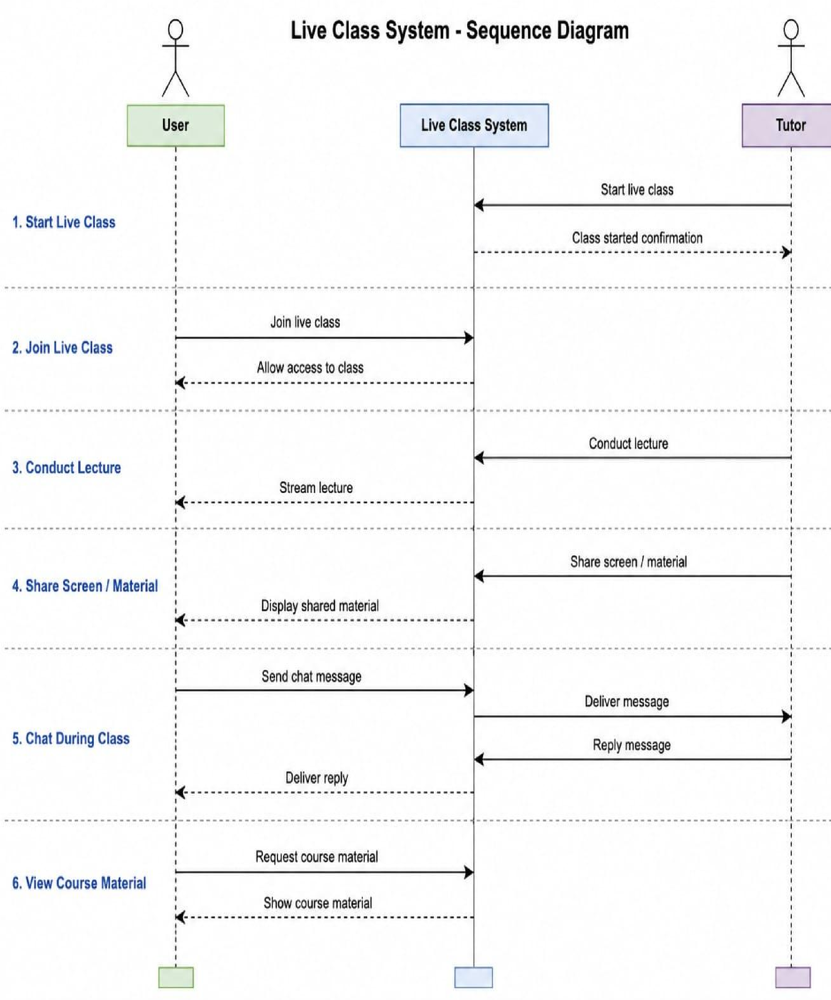 Live Class System - Sequence Diagram
User
Live Class System
Tutor
Start live class
1. Start Live Class
Class started confirmation
Join live class
2. Join Live Class
Allow access to class
Conduct lecture
3. Conduct Lecture
Stream lecture
Share screen / material
4. Share Screen / Material
Display shared material
Send chat message
Deliver message
5. Chat During Class
Reply message
Deliver reply
Request course material
6. View Course Material
Show course material